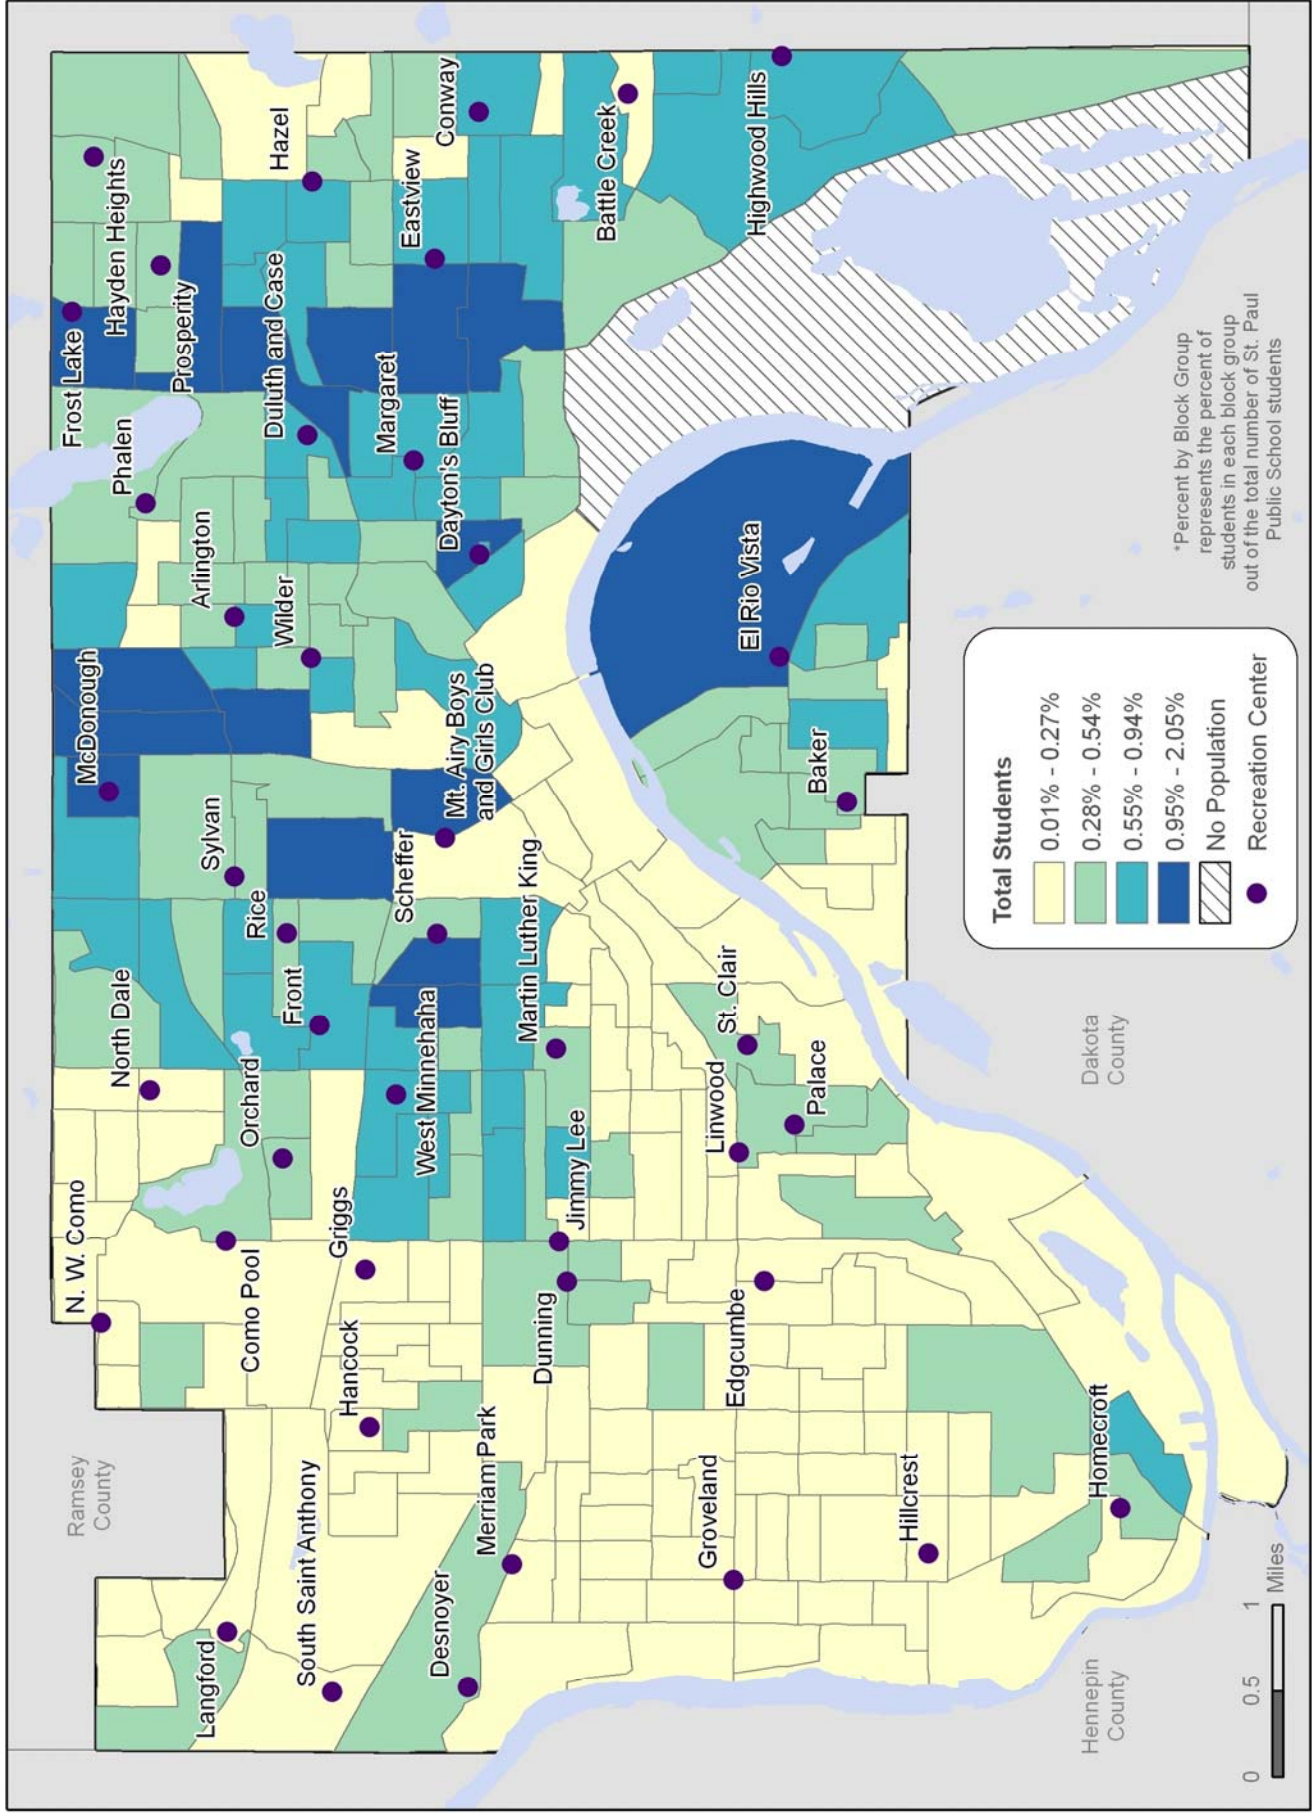 Ramsey
County
N. W. Como
North Dale
McDonough
Frost Lake
Hayden Heights
Phalen
Prosperity
Arlington
Sylvan
Rice
Orchard
Como Pool
Langford
Wilder
Duluth and Case
Hazel
Front
Griggs
Hancock
South Saint Anthony
Scheffer
West Minnehaha
Mt. Airy Boys
and Girls Club
Margaret
Eastview
Conway
Dayton's Bluff
Desnoyer
Merriam Park
Martin Luther King
Dunning
Jimmy Lee
Battle Creek
Groveland
Edgcumbe
Linwood
St. Clair
Palace
El Rio Vista
Highwood Hills
Baker
Hillcrest
Homecroft
Hennepin
County
Dakota
County
0 0.5 1
Miles
Total Students
0.01% - 0.27%
0.28% - 0.54%
0.55% - 0.94%
0.95% - 2.05%
No Population
Recreation Center
*Percent by Block Group
represents the percent of
students in each block group
out of the total number of St. Paul
Public School students